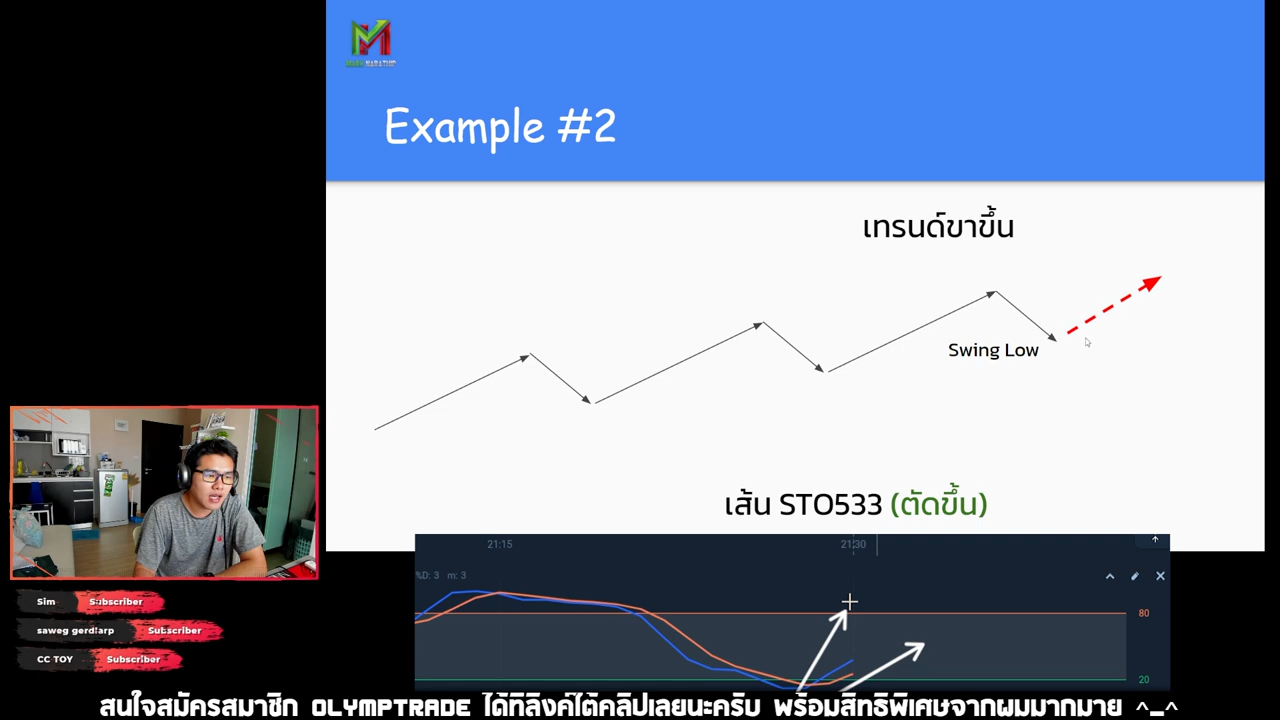 MARK NARATHIP
Example #2
เทรนด์ขาขึ้น
Swing Low
เส้น STO533 (ตัดขึ้น)
21:15
21:30
%D: 3 m: 3
80
20
Sim Subscriber
saweg gerdlarp Subscriber
CC TOY Subscriber
สนใจสมัครสมาชิก OLYMPTRADE ได้ที่ลิงค์ใต้คลิปเลยนะครับ พร้อมสิทธิพิเศษจากผมมากมาย ^_^